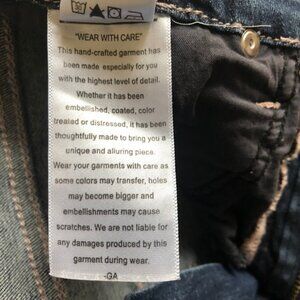 "WEAR WITH CARE"
This hand-crafted garment has
been made especially for you
with the highest level of detail.
Whether it has been
embellished, coated, color
treated or distressed, it has been
thoughtfully made to bring you a
unique and alluring piece.
Wear your garments with care as
some colors may transfer, holes
may become bigger and
embellishments may cause
scratches. We are not liable for
any damages produced by this
garment during wear.
-GA